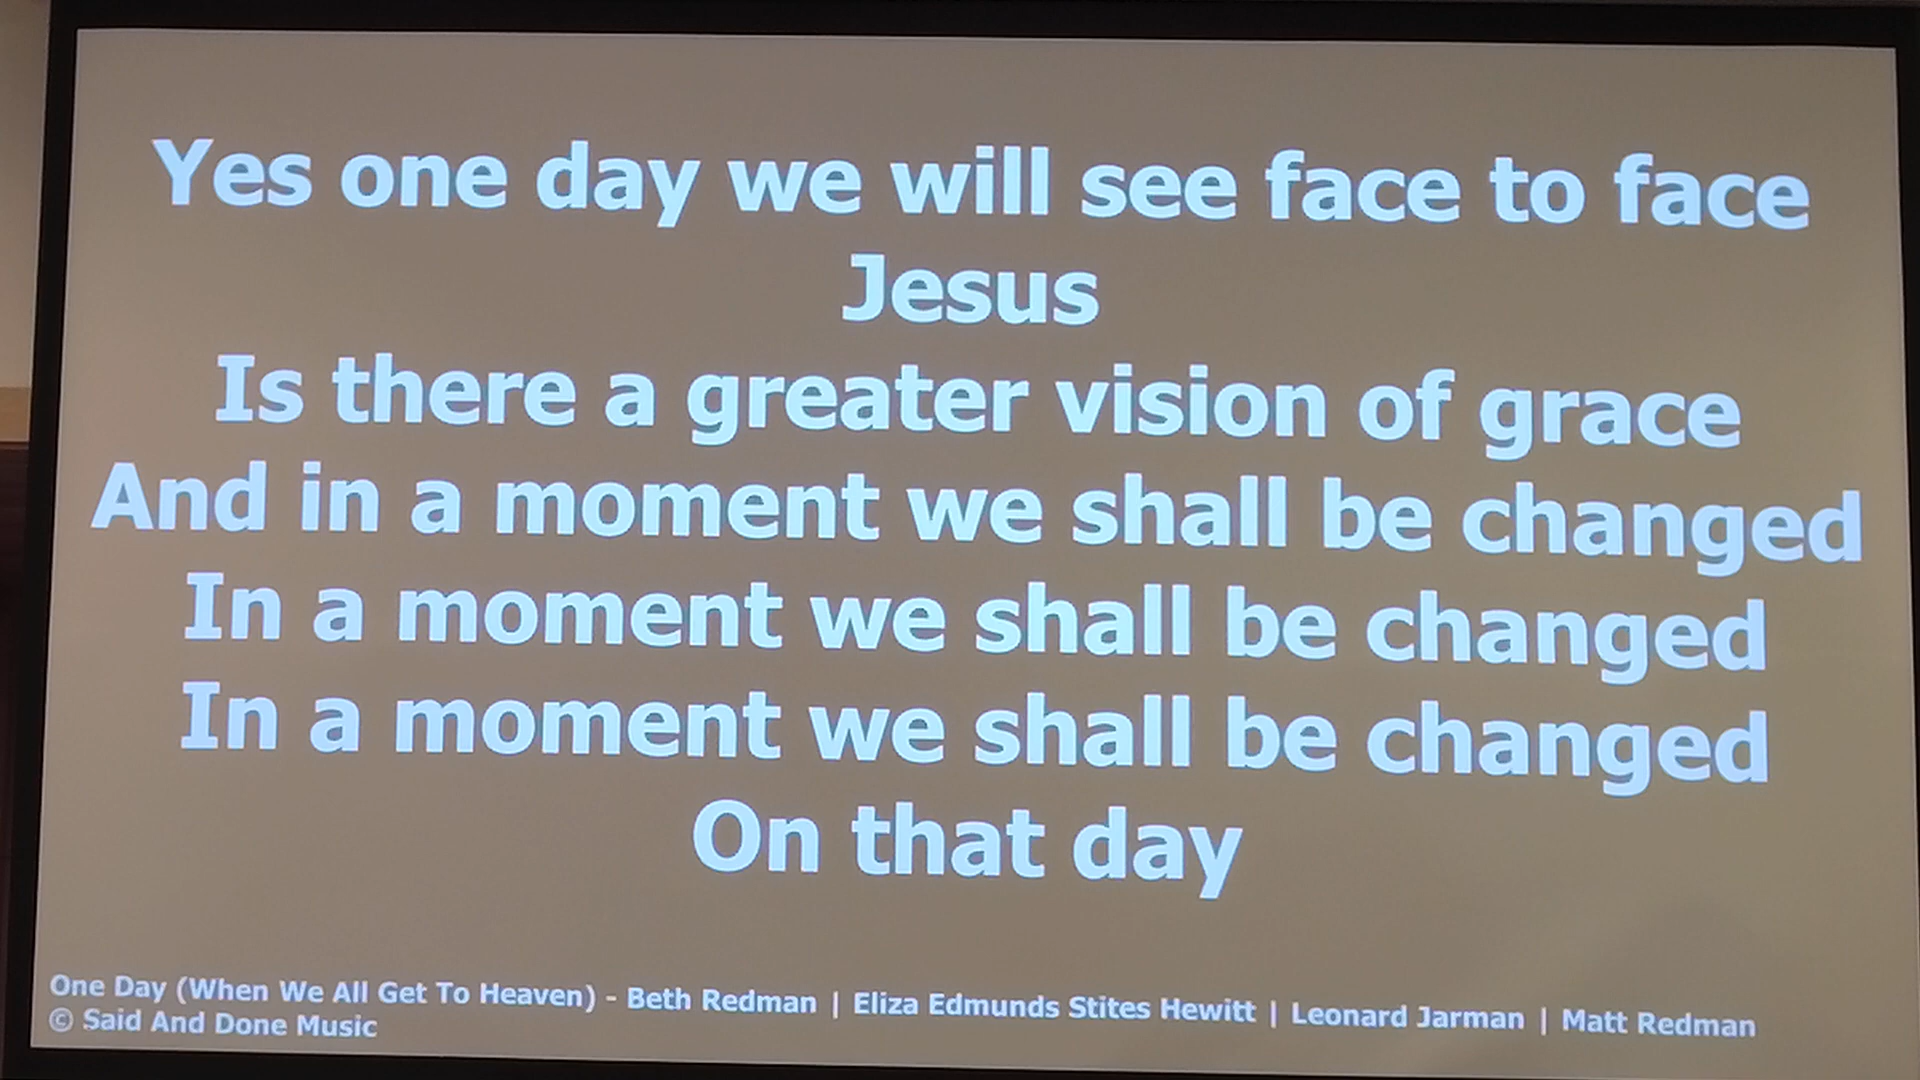 Yes one day we will see face to face
Jesus
Is there a greater vision of grace
And in a moment we shall be changed
In a moment we shall be changed
In a moment we shall be changed
On that day
One Day (When We All Get To Heaven) - Beth Redman | Eliza Edmunds Stites Hewitt | Leonard Jarman | Matt Redman
© Said And Done Music